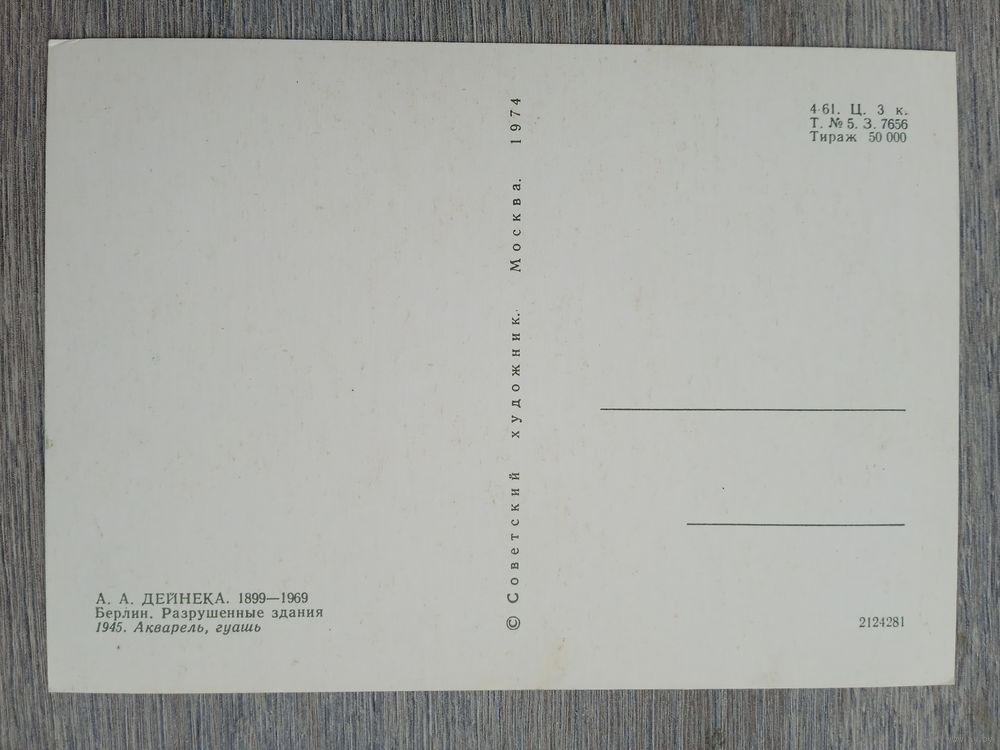 4-61. Ц. 3 к.
Т. № 5. З. 7656
Тираж 50 000
© Советский художник. Москва. 1974
А. А. ДЕЙНЕКА. 1899—1969
Берлин. Разрушенные здания
1945. Акварель, гуашь
2124281